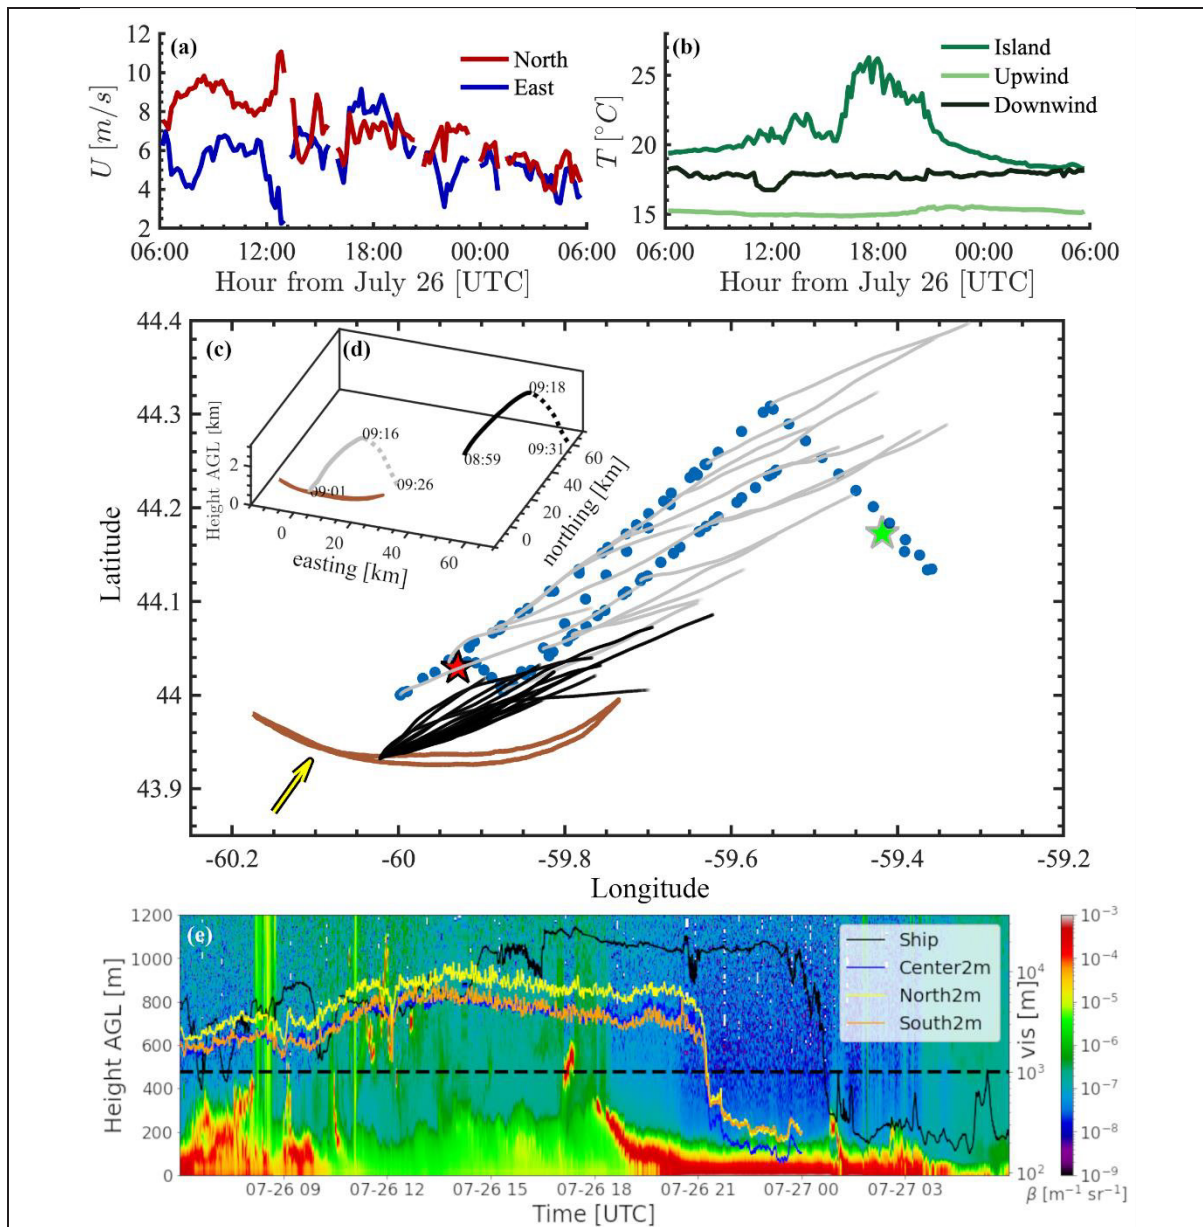 (a)
North
East
U [m/s]
12
10
8
6
4
2
06:00 12:00 18:00 00:00 06:00
Hour from July 26 [UTC]
(b)
Island
Upwind
Downwind
T [°C]
25
20
15
06:00 12:00 18:00 00:00 06:00
Hour from July 26 [UTC]
(c)
(d)
Height AGL [km]
2
0
09:16
09:01
09:26
09:18
08:59
09:31
0 20 40 60
easting [km]
0 20 40 60
northing [km]
Latitude
44.4
44.3
44.2
44.1
44
43.9
-60.2 -60 -59.8 -59.6 -59.4 -59.2
Longitude
(e)
Ship
Center2m
North2m
South2m
Height AGL [m]
1200
1000
800
600
400
200
0
07-26 09 07-26 12 07-26 15 07-26 18 07-26 21 07-27 00 07-27 03
Time [UTC]
vis [m]
10⁴
10³
10²
10⁻³
10⁻⁴
10⁻⁵
10⁻⁶
10⁻⁷
10⁻⁸
10⁻⁹
β [m⁻¹ sr⁻¹]